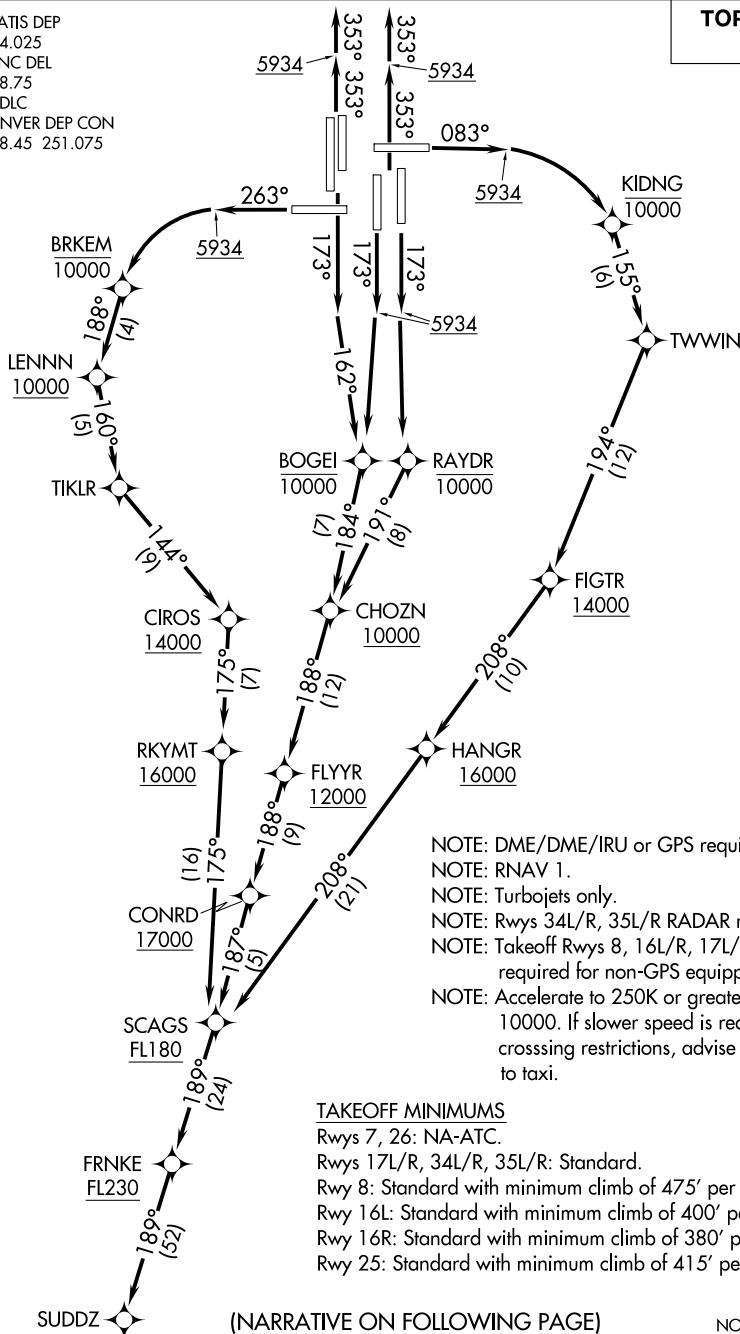 ATIS DEP
4.025
NC DEL
8.75
DLC
NVER DEP CON
8.45 251.075
TOP
353°
353°
5934
5934
353°
353°
083°
5934
KIDNG
10000
263°
5934
BRKEM
10000
173°
173°
173°
5934
155°
(6)
TWWIN
188°
(4)
LENNN
10000
160°
(5)
162°
194°
(12)
TIKLR
BOGEI
10000
RAYDR
10000
184°
(7)
191°
(8)
144°
(9)
FIGTR
14000
CIROS
14000
CHOZN
10000
175°
(7)
188°
(12)
208°
(10)
RKYMT
16000
HANGR
16000
FLYYR
12000
188°
(9)
175°
(16)
208°
(21)
CONRD
17000
187°
(5)
SCAGS
FL180
189°
(24)
FRNKE
FL230
189°
(52)
SUDDZ
NOTE: DME/DME/IRU or GPS requi
NOTE: RNAV 1.
NOTE: Turbojets only.
NOTE: Rwys 34L/R, 35L/R RADAR r
NOTE: Takeoff Rwys 8, 16L/R, 17L/
required for non-GPS equipp
NOTE: Accelerate to 250K or greate
10000. If slower speed is rec
crosssing restrictions, advise
to taxi.
TAKEOFF MINIMUMS
Rwys 7, 26: NA-ATC.
Rwys 17L/R, 34L/R, 35L/R: Standard.
Rwy 8: Standard with minimum climb of 475' per
Rwy 16L: Standard with minimum climb of 400' pe
Rwy 16R: Standard with minimum climb of 380' p
Rwy 25: Standard with minimum climb of 415' pe
(NARRATIVE ON FOLLOWING PAGE)
NO